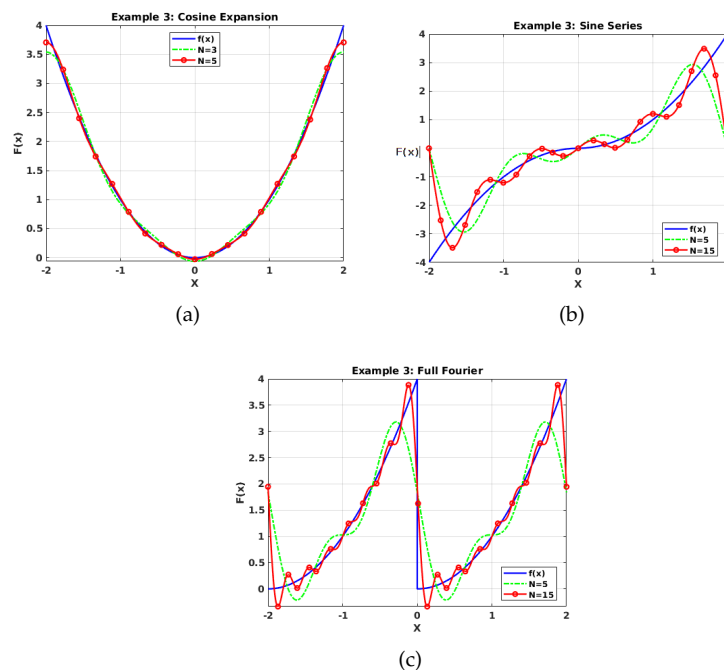 Example 3: Cosine Expansion
f(x)
N=3
N=5
F(x)
4
3.5
3
2.5
2
1.5
1
0.5
0
-2 -1 0 1 2
X
(a)
Example 3: Sine Series
F(x)
4
3
2
1
0
-1
-2
-3
-4
f(x)
N=5
N=15
-2 -1 0 1
X
(b)
Example 3: Full Fourier
F(x)
4
3.5
3
2.5
2
1.5
1
0.5
0
f(x)
N=5
N=15
-2 -1 0 1 2
X
(c)